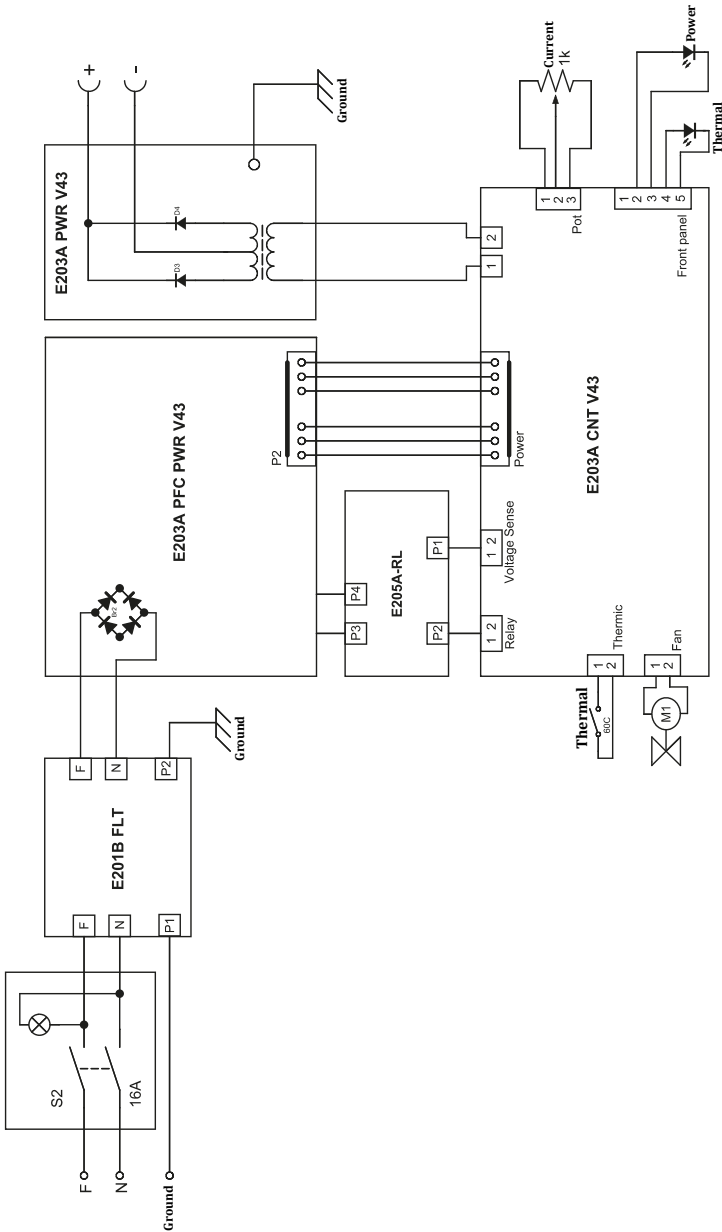 F
N
Ground
S2
16A
F
N
P1
E201B FLT
F
N
P2
Ground
Br2
E203A PFC PWR V43
P2
E203A PWR V43
D3
D4
+
-
Ground
P3
P4
E205A-RL
P2
P1
1 2
Relay
1 2
Voltage Sense
Power
E203A CNT V43
1
2
1
2
3
Pot
Current
1k
1
2
3
4
5
Front panel
Power
Thermal
Thermal
60C
1
2
Thermic
M1
1
2
Fan